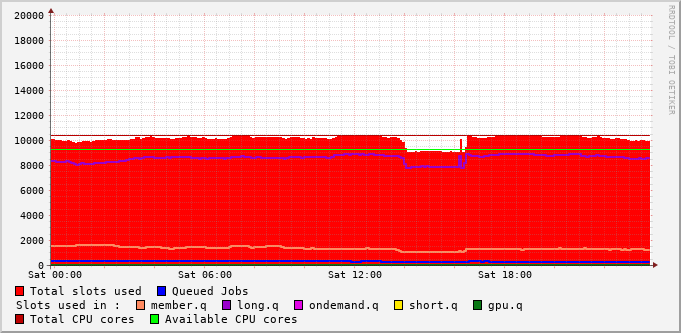 20000
18000
16000
14000
12000
10000
8000
6000
4000
2000
0
Sat 00:00 Sat 06:00 Sat 12:00 Sat 18:00
Total slots used Queued Jobs
Slots used in : member.q long.q ondemand.q short.q gpu.q
Total CPU cores Available CPU cores
RRDTOOL / TOBI OETIKER